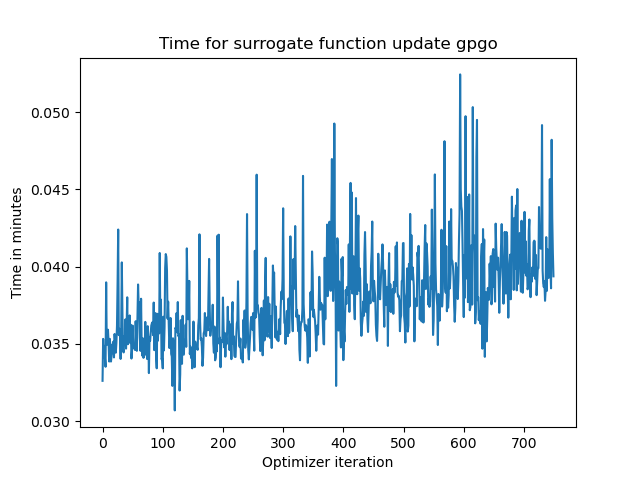 Time for surrogate function update gpgo
Time in minutes
0.050
0.045
0.040
0.035
0.030
0 100 200 300 400 500 600 700
Optimizer iteration